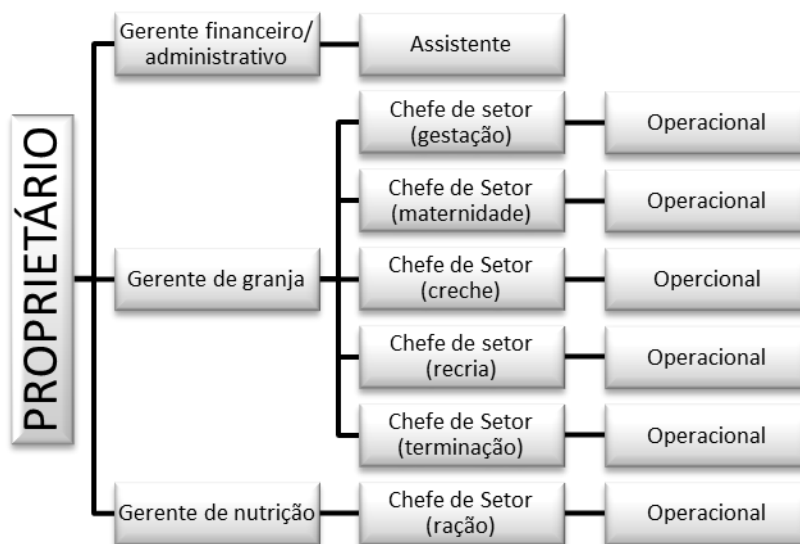 PROPRIETÁRIO
Gerente financeiro/
administrativo
Assistente
Gerente de granja
Chefe de setor
(gestação)
Operacional
Chefe de Setor
(maternidade)
Operacional
Chefe de Setor
(creche)
Opercional
Chefe de setor
(recria)
Operacional
Chefe de Setor
(terminação)
Operacional
Gerente de nutrição
Chefe de Setor
(ração)
Operacional